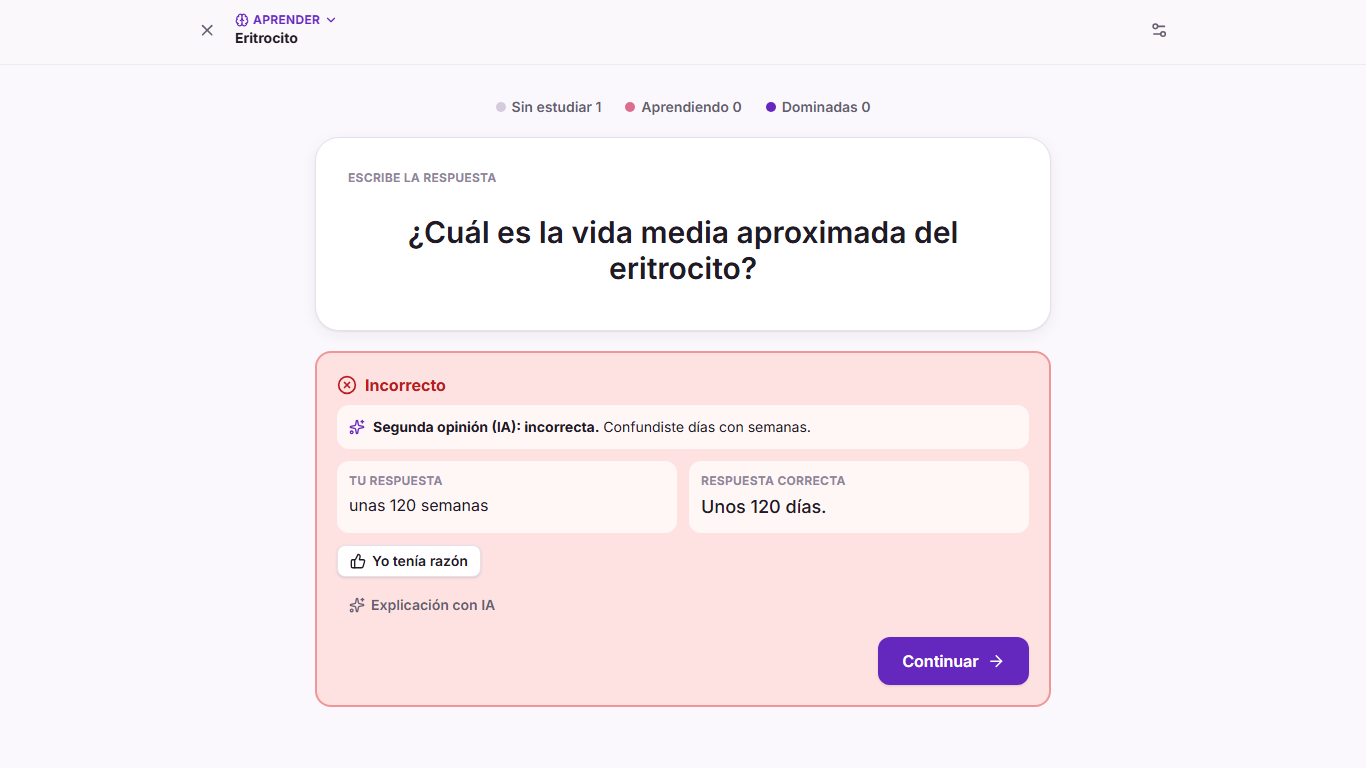 APRENDER
Eritrocito
Sin estudiar 1 Aprendiendo 0 Dominadas 0
ESCRIBE LA RESPUESTA
¿Cuál es la vida media aproximada del
eritrocito?
Incorrecto
Segunda opinión (IA): incorrecta. Confundiste días con semanas.
TU RESPUESTA
unas 120 semanas
RESPUESTA CORRECTA
Unos 120 días.
Yo tenía razón
Explicación con IA
Continuar